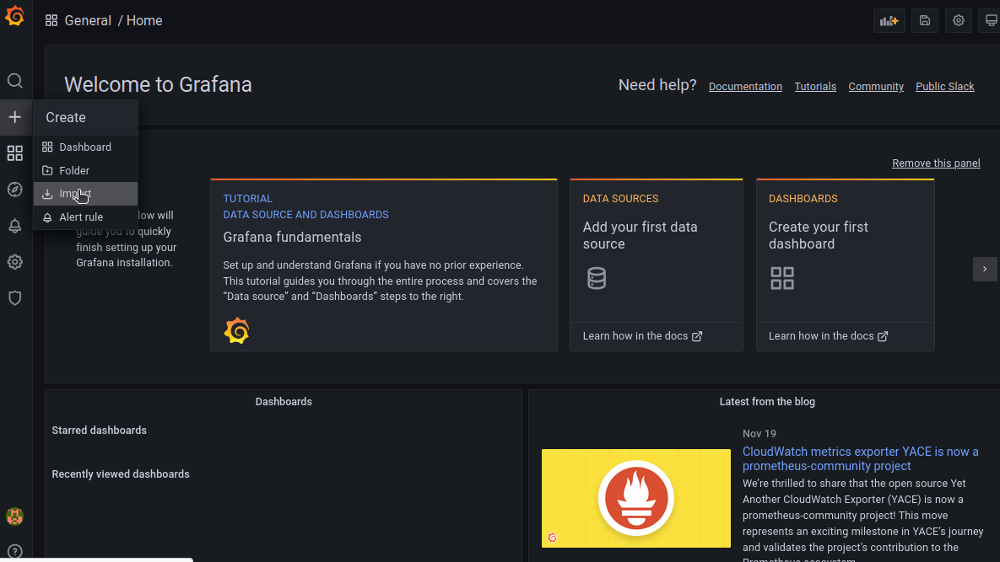 General / Home
Welcome to Grafana
Need help?
Documentation
Tutorials
Community
Public Slack
Create
Dashboard
Folder
Alert rule
Remove this panel
will
guide you to quickly
finish setting up your
Grafana installation.
TUTORIAL
DATA SOURCE AND DASHBOARDS
Grafana fundamentals
Set up and understand Grafana if you have no prior experience.
This tutorial guides you through the entire process and covers the
“Data source” and “Dashboards” steps to the right.
DATA SOURCES
Add your first data
source
Learn how in the docs
DASHBOARDS
Create your first
dashboard
Learn how in the docs
Dashboards
Starred dashboards
Recently viewed dashboards
Latest from the blog
Nov 19
CloudWatch metrics exporter YACE is now a
prometheus-community project
We’re thrilled to share that the open source Yet
Another CloudWatch Exporter (YACE) is now a
prometheus-community project! This move
represents an exciting milestone in YACE’s journey
and validates the project’s contribution to the
Prometheus ecosystem.